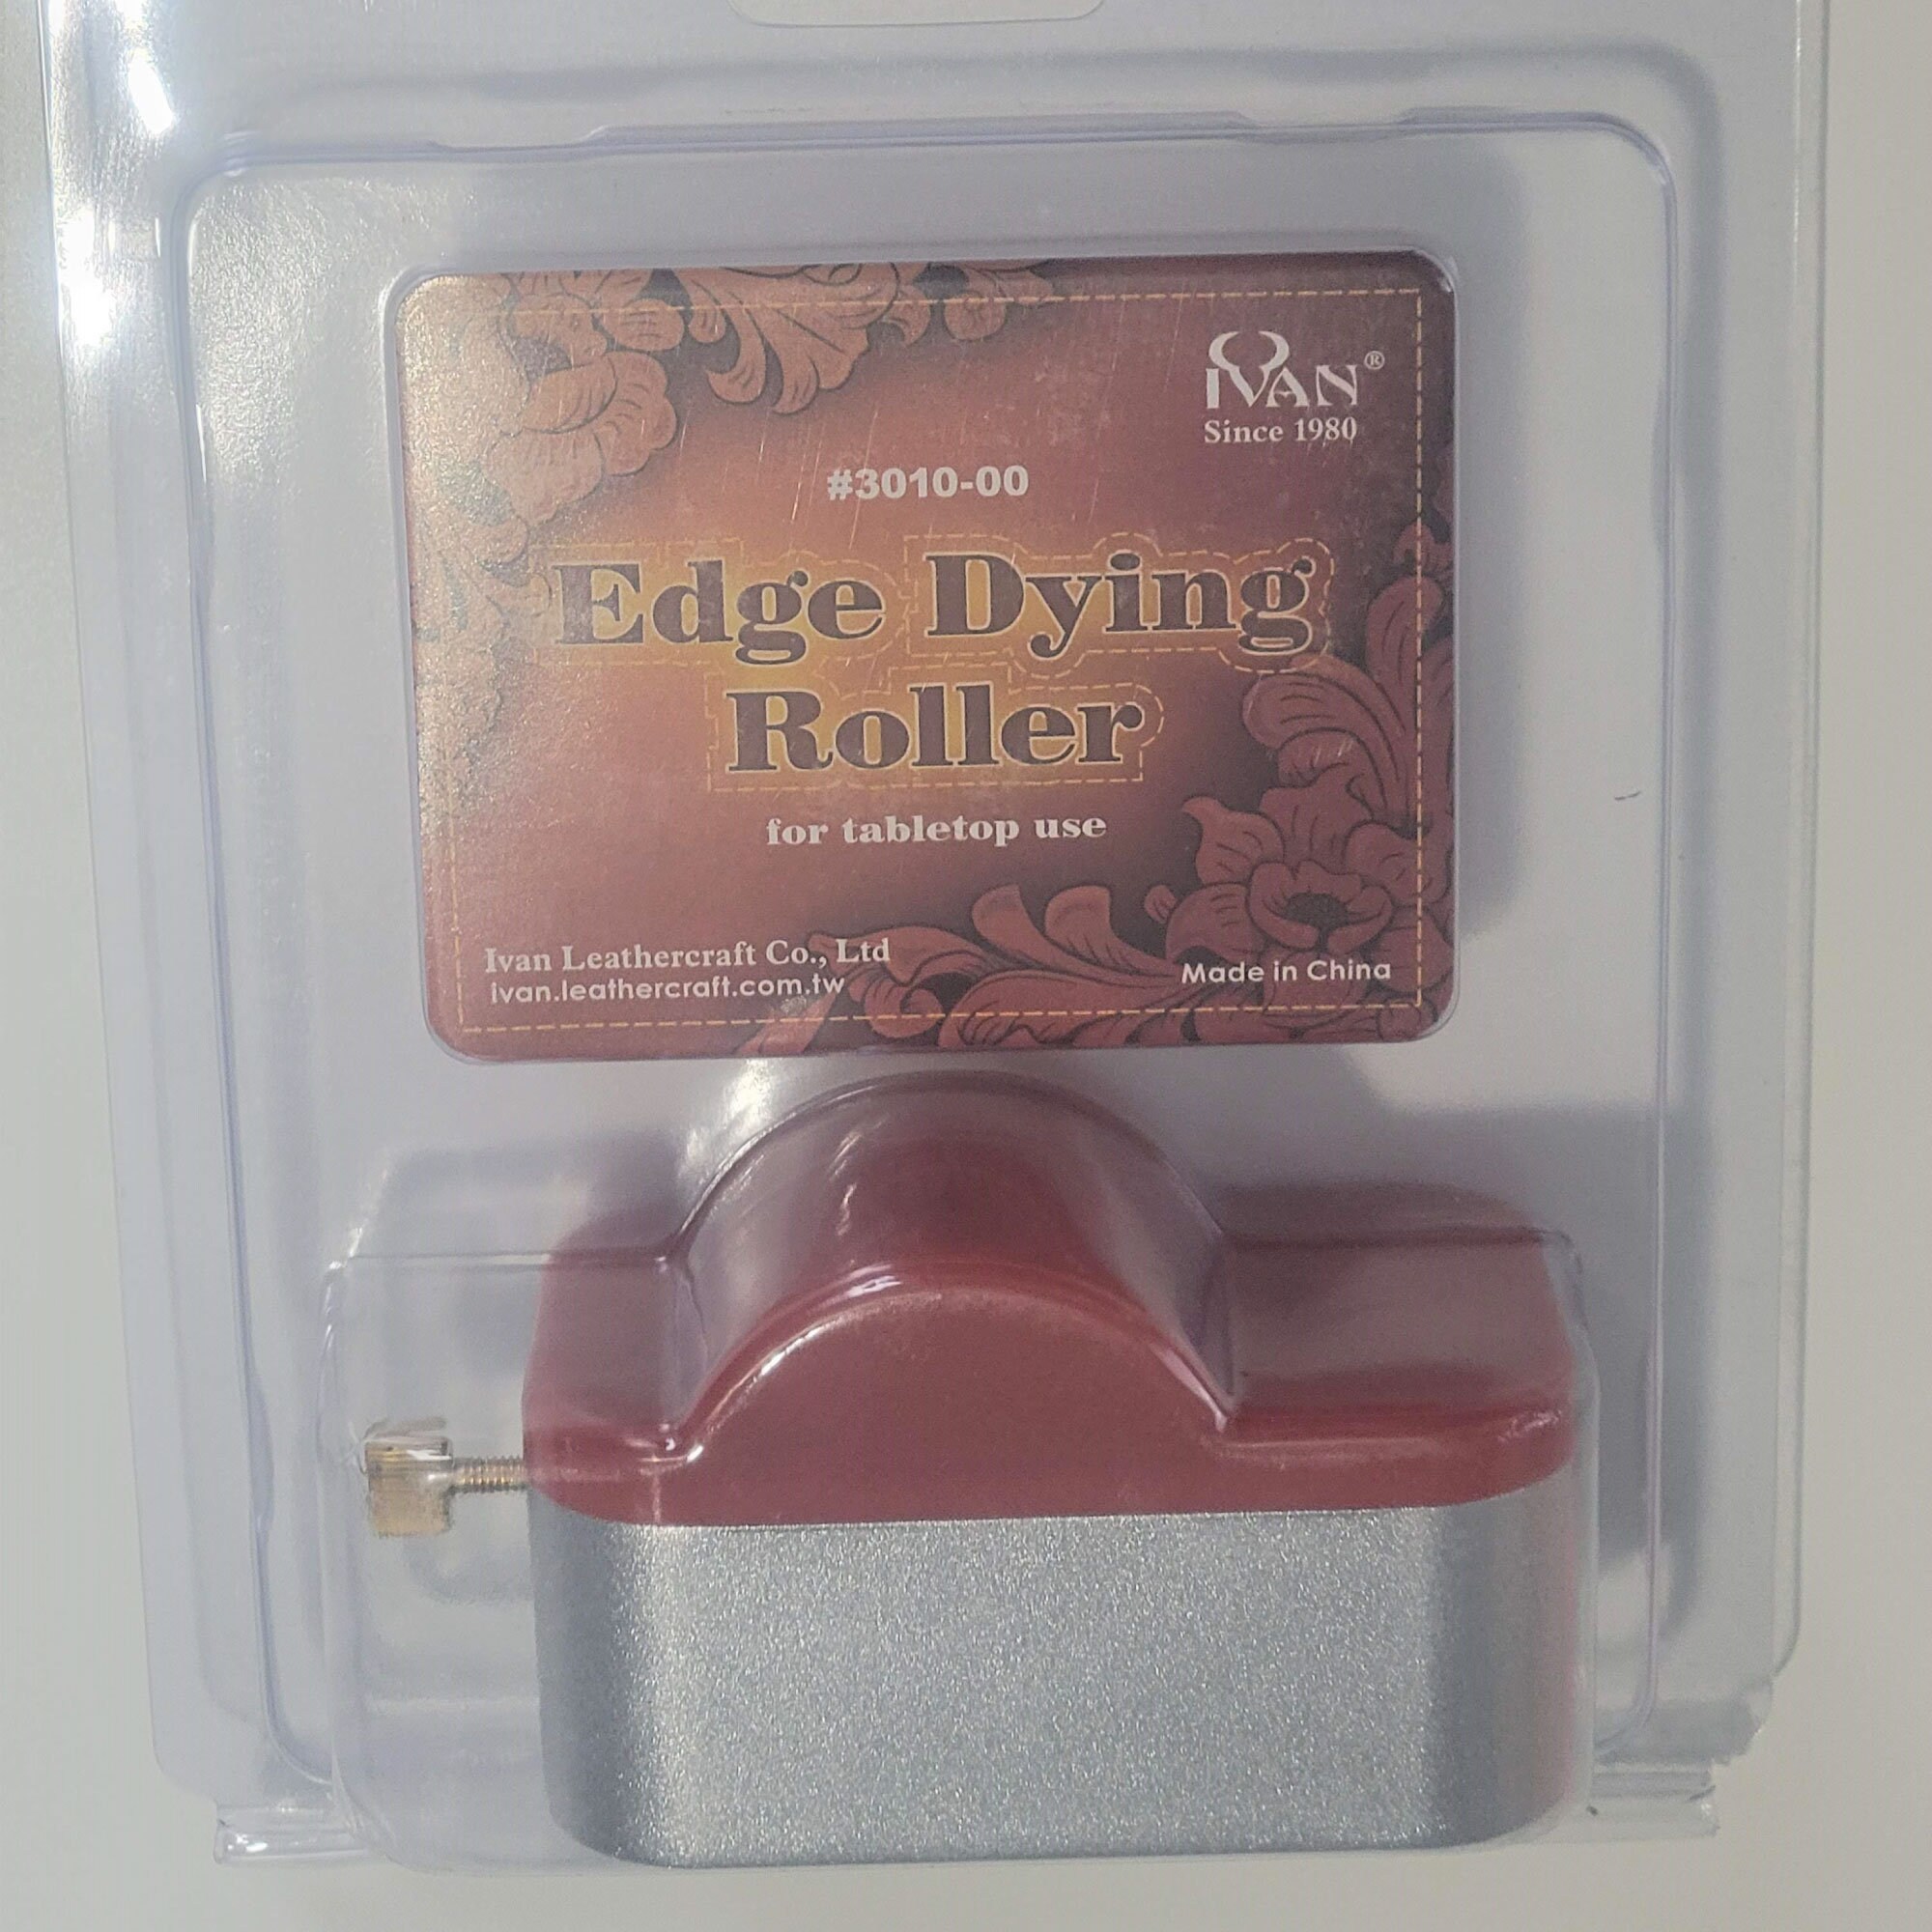 IVAN®
Since 1980
#3010-00
Edge Dying
Roller
for tabletop use
Ivan Leathercraft Co., Ltd
ivan.leathercraft.com.tw
Made in China